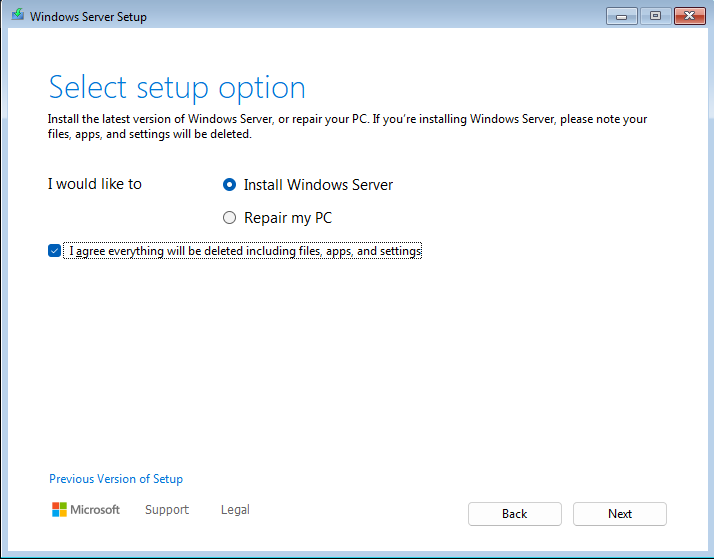 Windows Server Setup
Select setup option
Install the latest version of Windows Server, or repair your PC. If you're installing Windows Server, please note your
files, apps, and settings will be deleted.
I would like to
Install Windows Server
Repair my PC
I agree everything will be deleted including files, apps, and settings
Previous Version of Setup
Microsoft Support Legal
Back Next